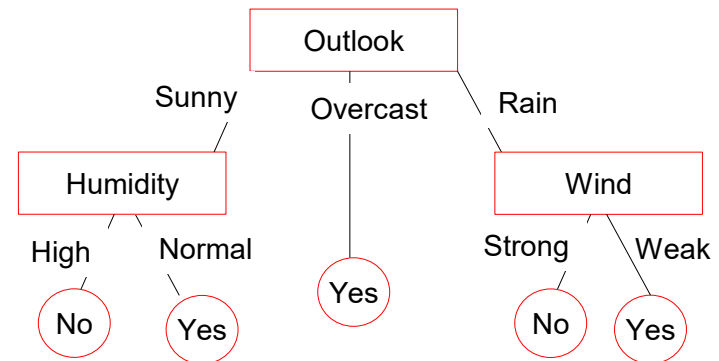 Outlook
Sunny
Overcast
Rain
Humidity
Wind
High
Normal
Strong
Weak
No
Yes
Yes
No
Yes